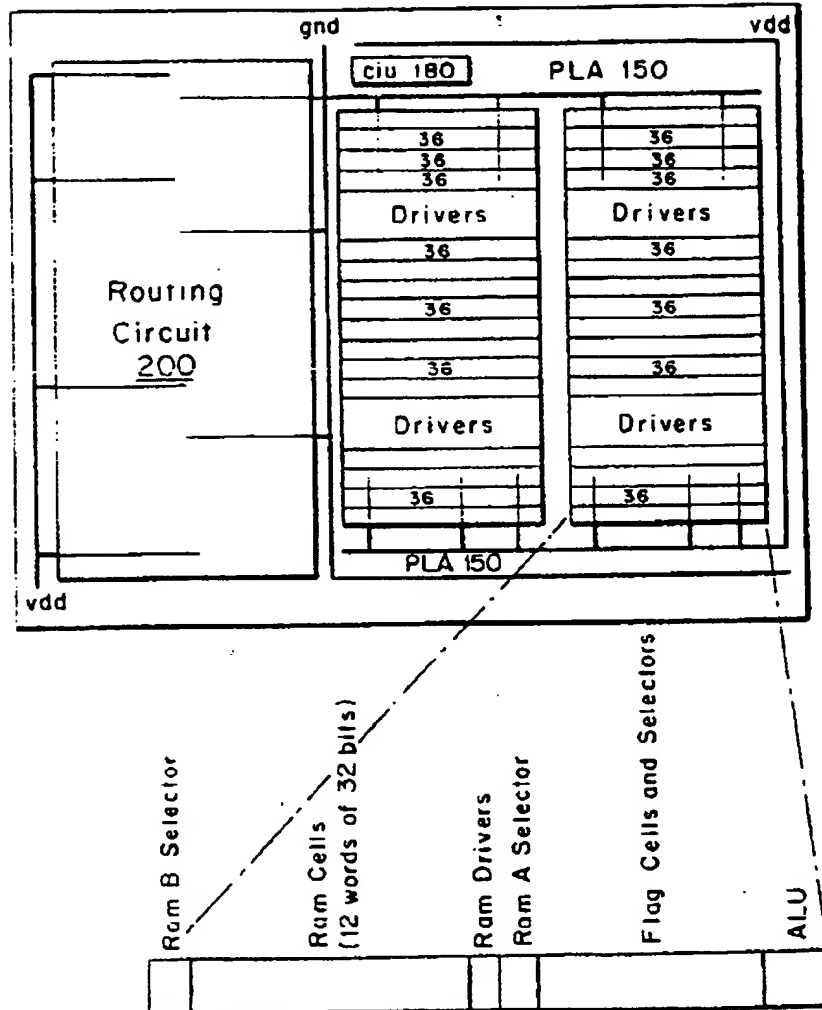 gnd
vdd
ciu 180
PLA 150
36
36
36
36
36
36
Drivers
Drivers
36
36
Routing
Circuit
200
36
36
36
36
Drivers
Drivers
36
36
PLA 150
vdd
Ram B Selector
Ram Cells
(12 words of 32 bits)
Ram Drivers
Ram A Selector
Flag Cells and Selectors
ALU